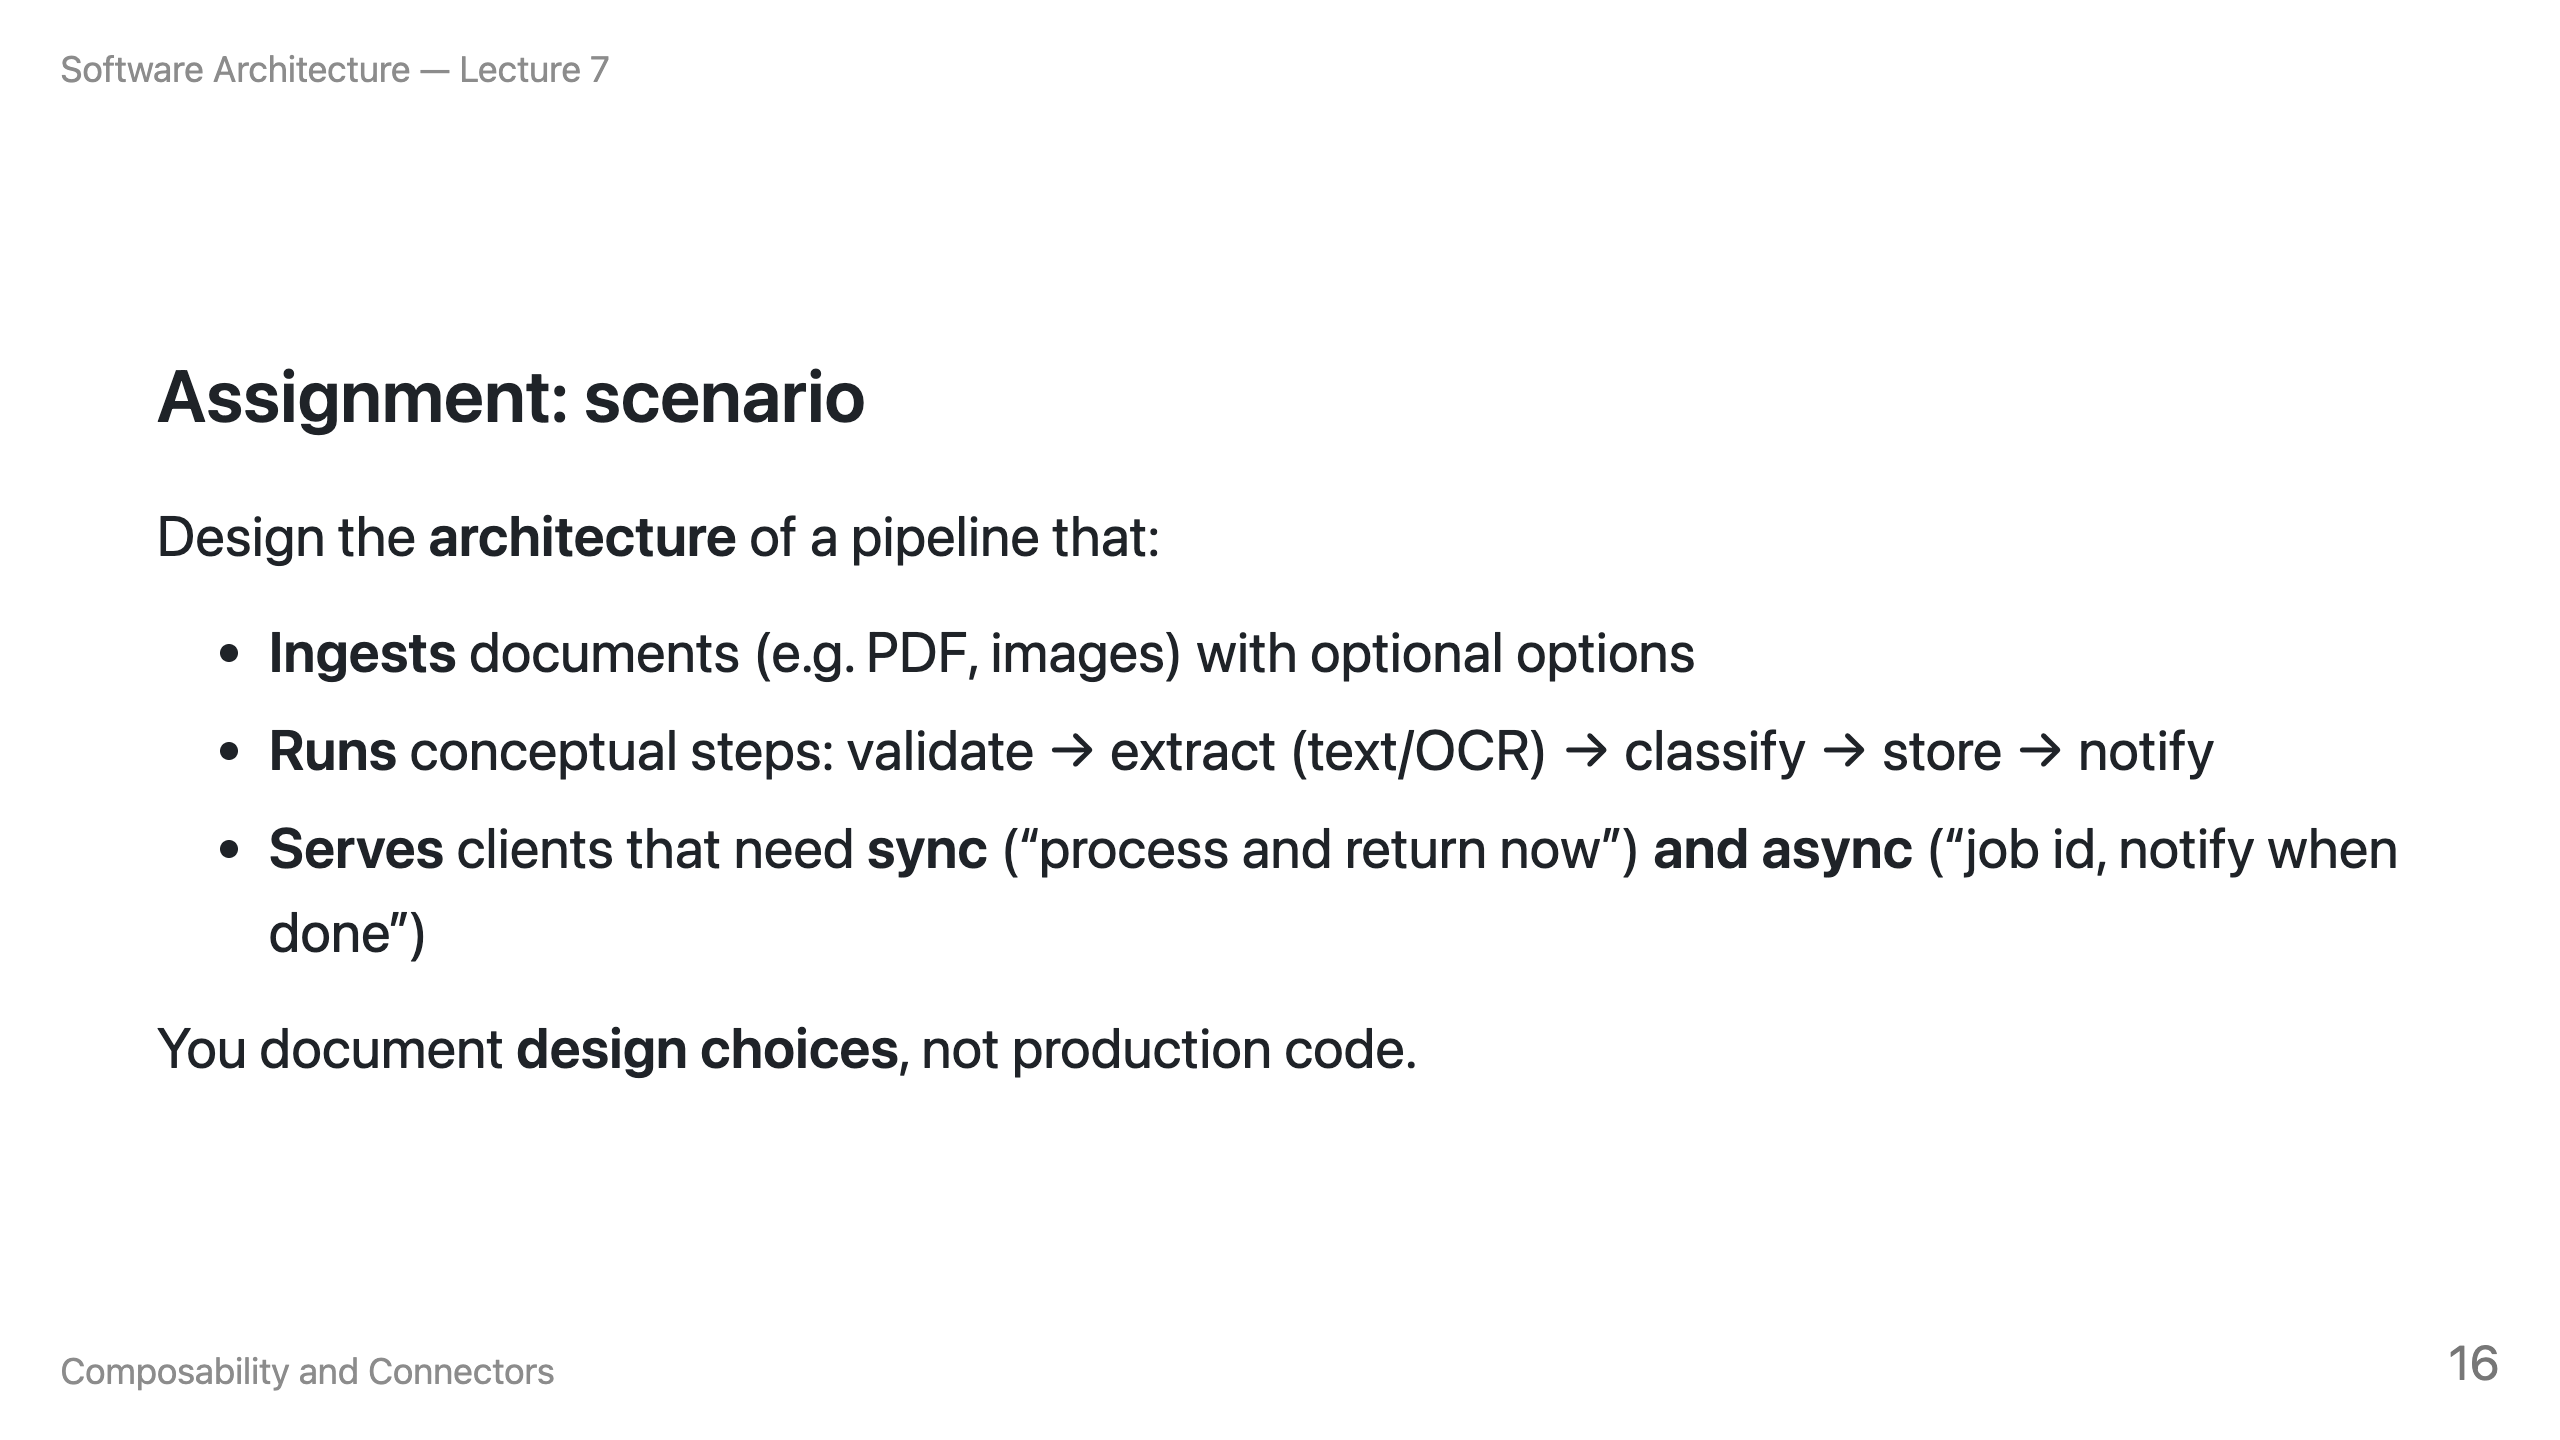 Software Architecture — Lecture 7
Assignment: scenario
Design the architecture of a pipeline that:
• Ingests documents (e.g. PDF, images) with optional options
• Runs conceptual steps: validate → extract (text/OCR) → classify → store → notify
• Serves clients that need sync (“process and return now”) and async (“job id, notify when
done”)
You document design choices, not production code.
Composability and Connectors
16